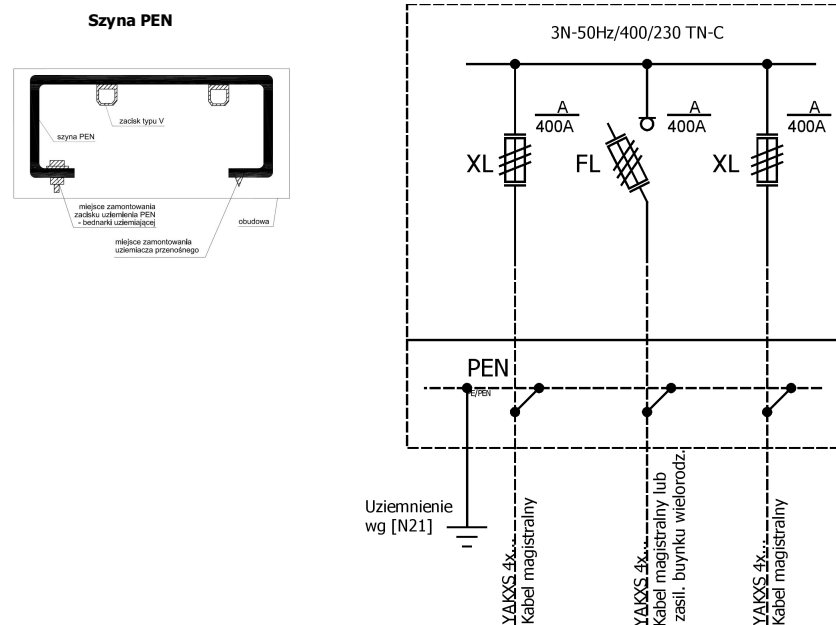 Szyna PEN
zacisk typu V
szyna PEN
miejsce zamontowania
zacisku uziemienia PEN
- bednarki uziemiającej
obudowa
miejsce zamontowania
uziemiacza przenośnego
3N-50Hz/400/230 TN-C
A
400A
A
400A
A
400A
XL
FL
XL
PEN
PE/PEN
Uziemnienie
wg [N21]
YAKXS 4x...
Kabel magistralny
YAKXS 4x...
Kabel magistralny lub
zasil. buynku wielorodz.
YAKXS 4x...
Kabel magistralny